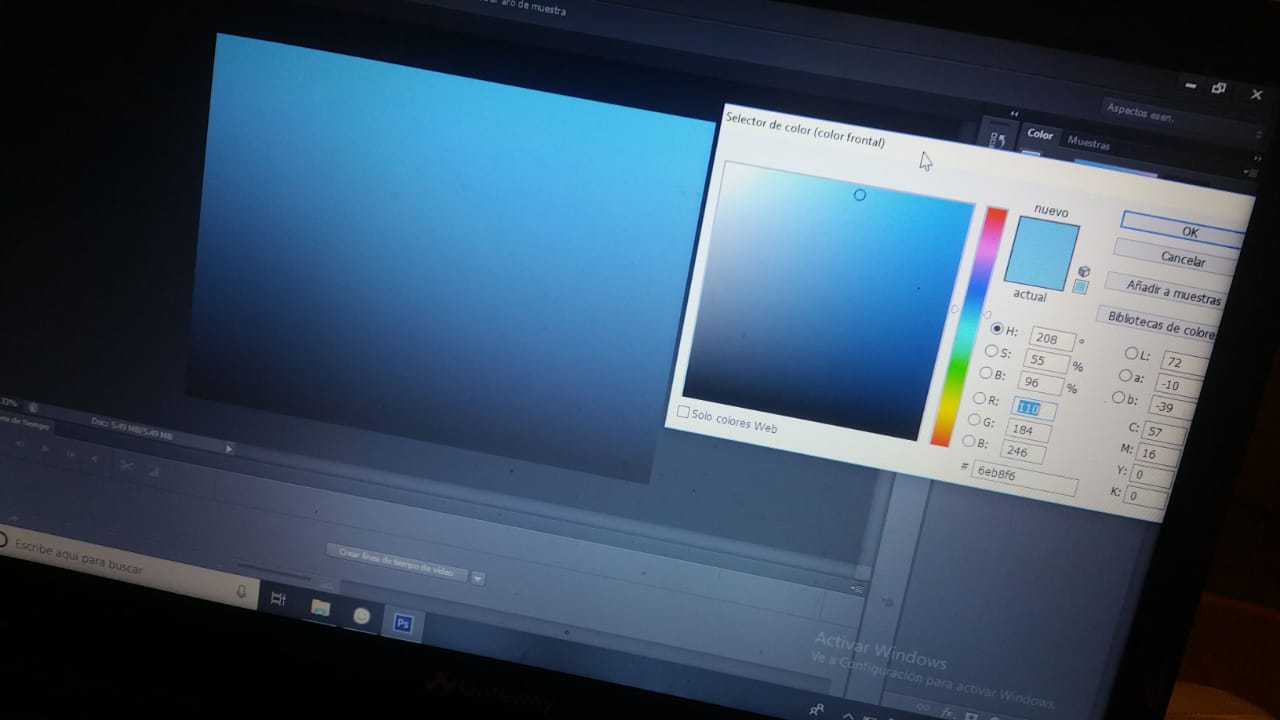 aro de muestra
Aspectos esen.
Color
Muestras
Selector de color (color frontal)
nuevo
actual
OK
Cancelar
Añadir a muestras
Bibliotecas de colore
H: 208 °
S: 55 %
B: 96 %
R: 110
G: 184
B: 246
# 6eb8f6
L: 72
a: -10
b: -39
C: 57
M: 16
Y: 0
K: 0
Solo colores Web
33%
Doc: 5.49 MB/5.49 MB
de tiempo
Crear línea de tiempo de vídeo
Escribe aquí para buscar
Ps
Activar Windows
Ve a Configuración para activar Windows.
fx
Gateway